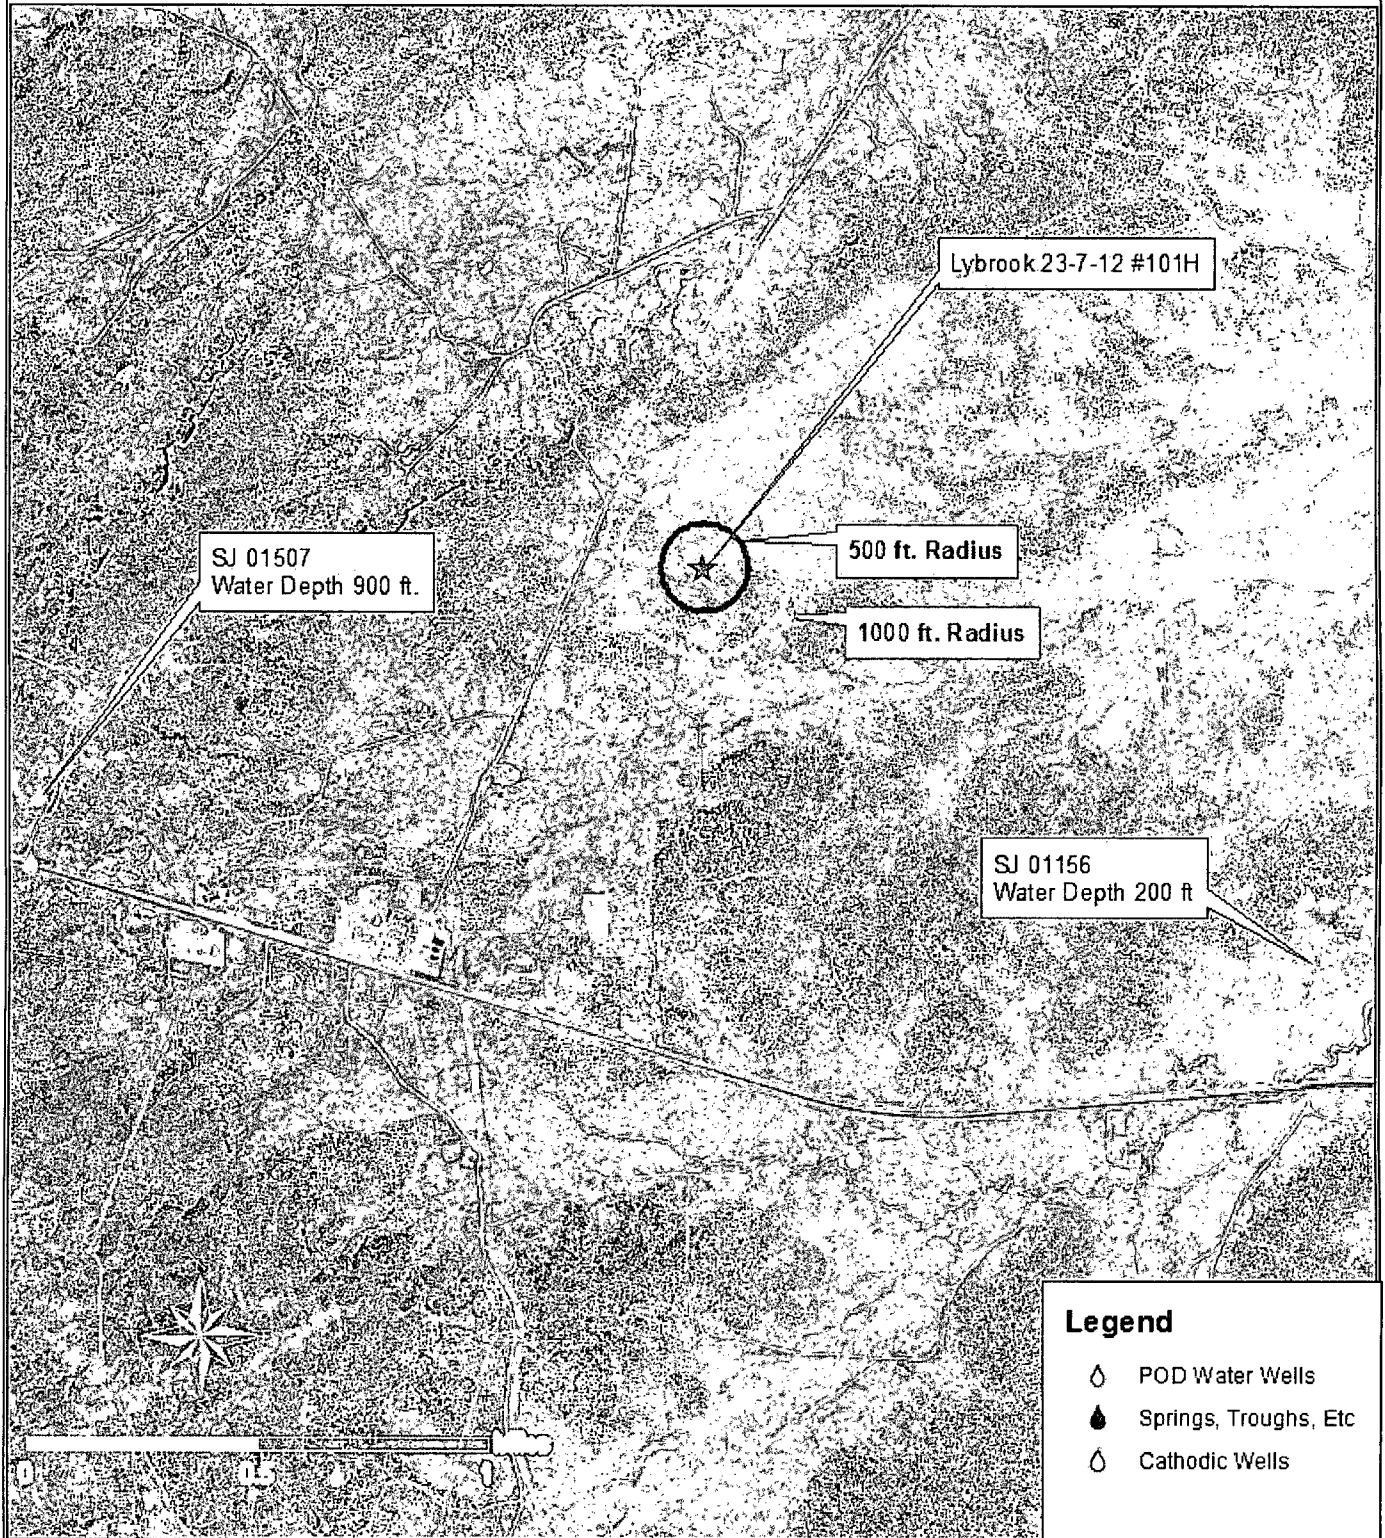 Lybrook 23-7-12 #101H
500 ft. Radius
SJ 01507
Water Depth 900 ft.
1000 ft. Radius
SJ 01156
Water Depth 200 ft
Legend
POD Water Wells
Springs, Troughs, Etc
Cathodic Wells
0 0.5 1